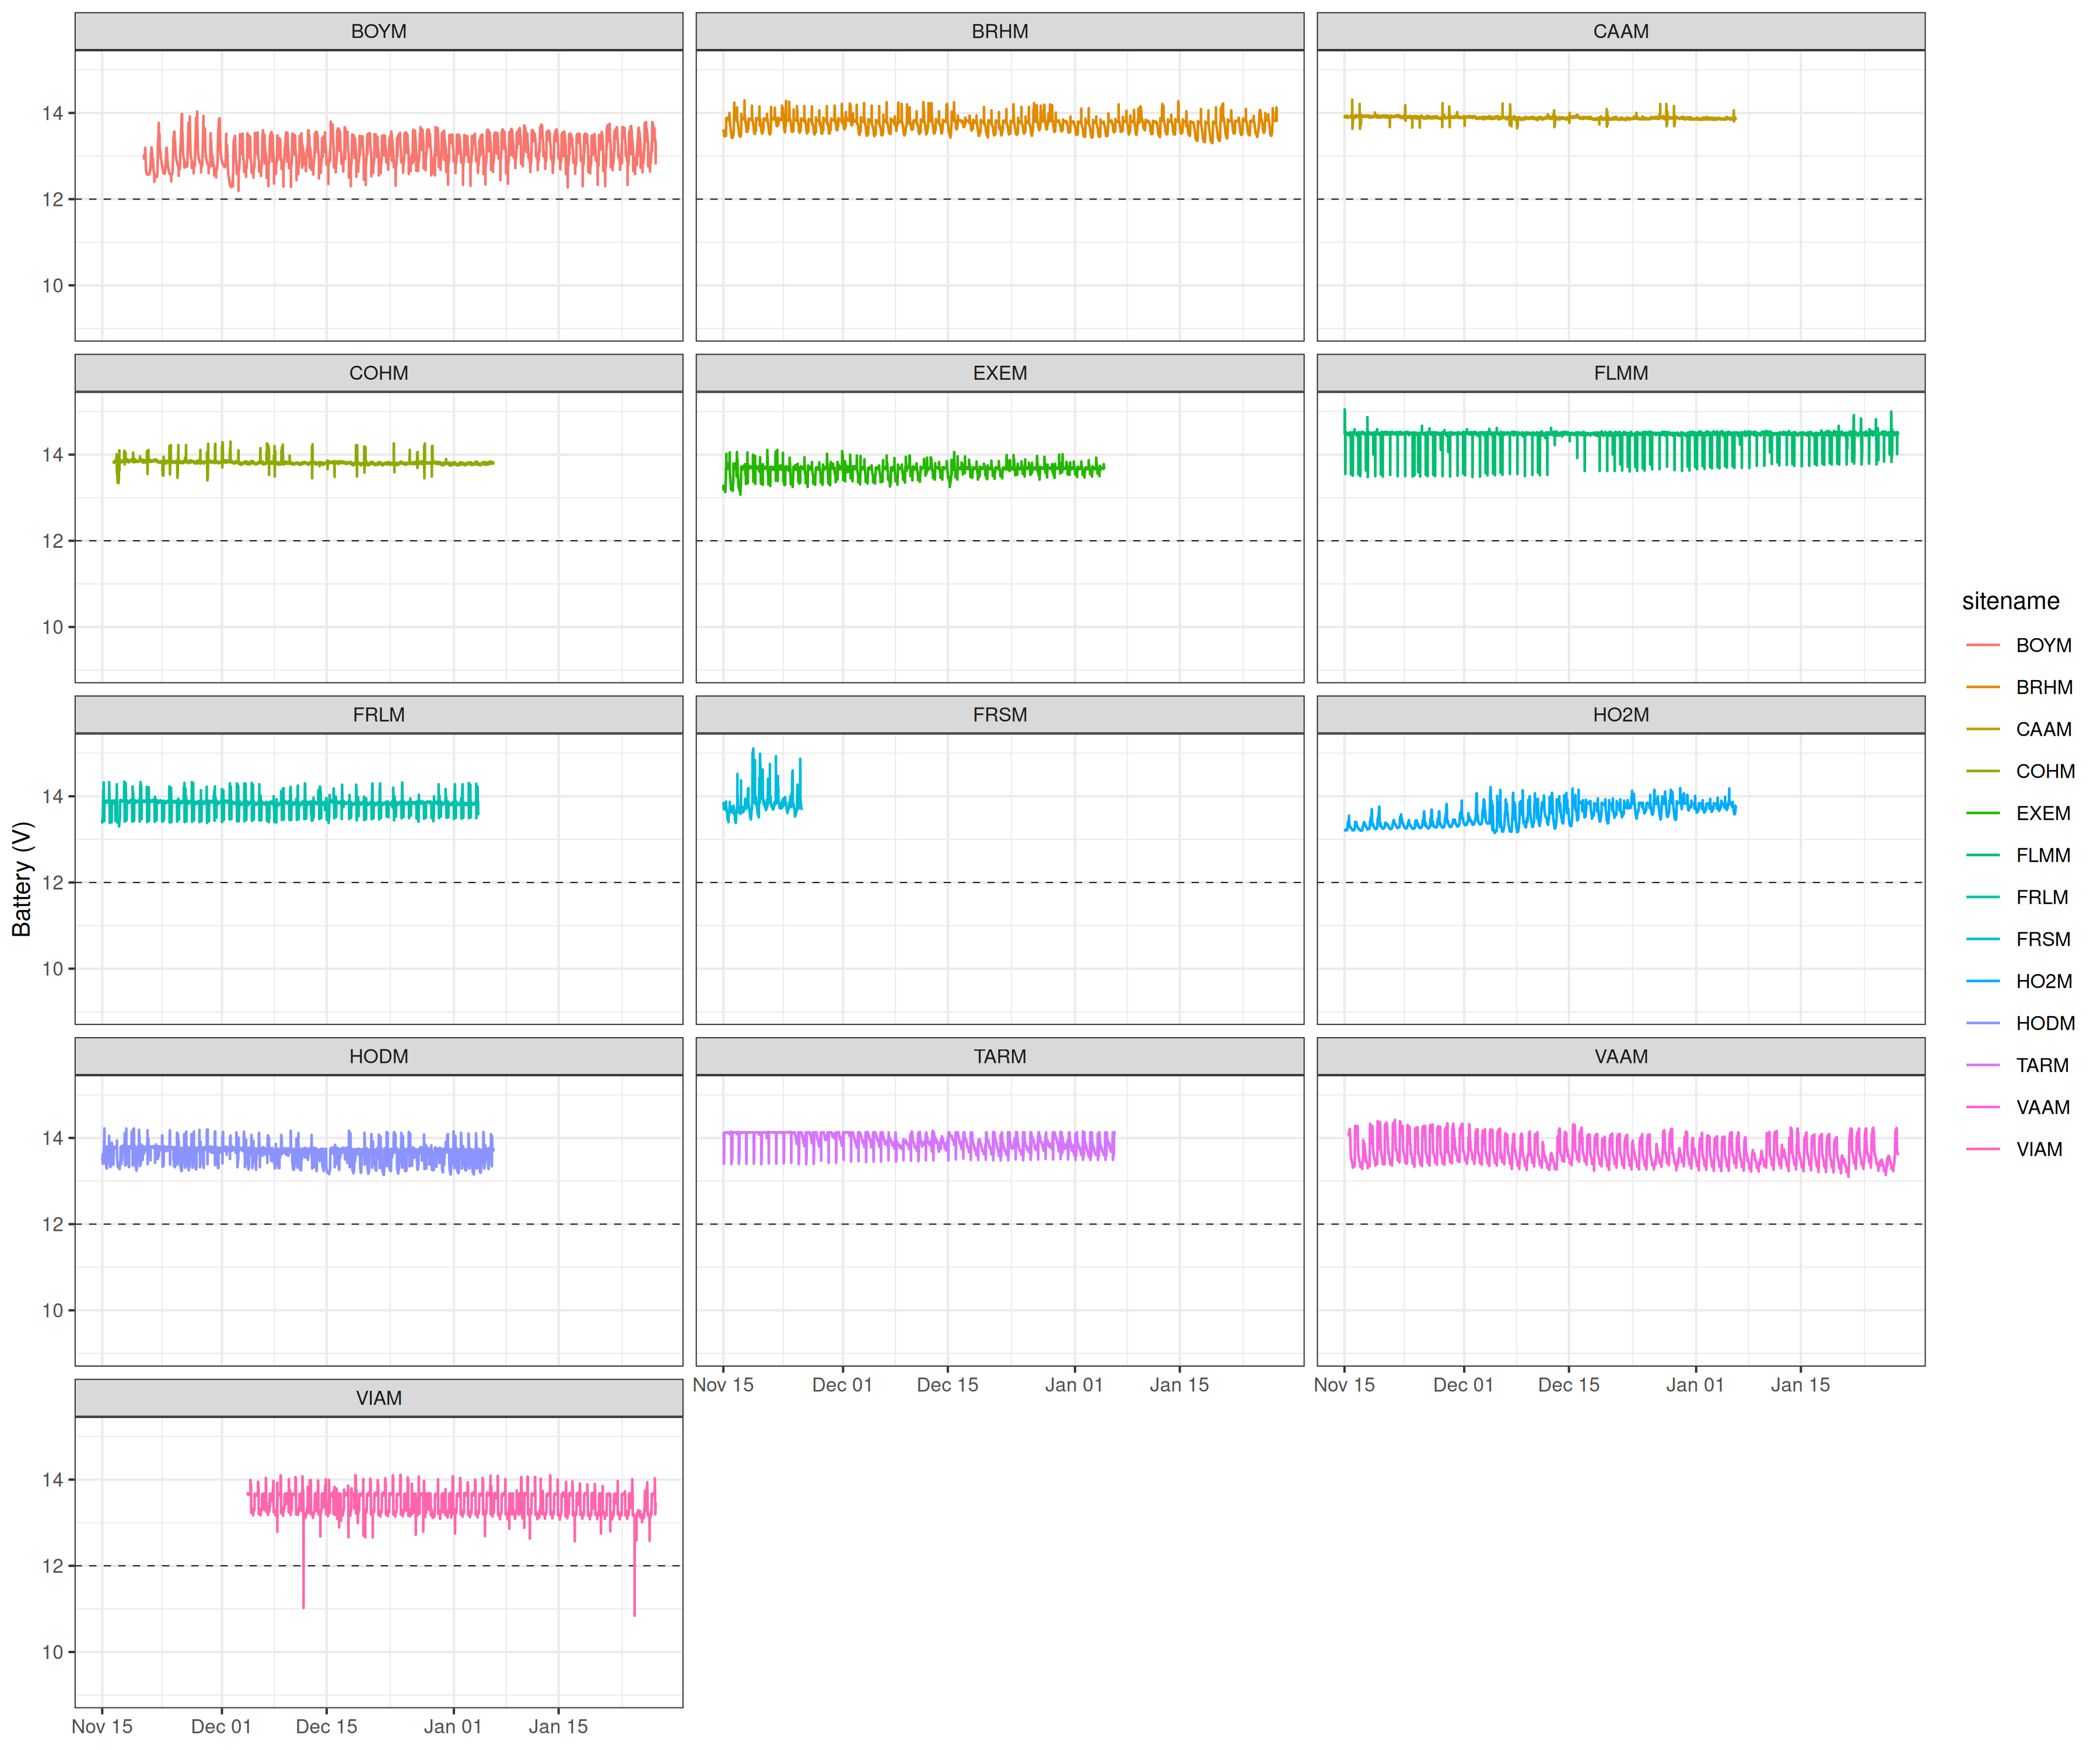 BOYM BRHM CAAM
14
12
10
COHM EXEM FLMM
14
12
10
FRLM FRSM HO2M
14
12
10
Battery (V)
HODM TARM VAAM
14
12
10
Nov 15 Dec 01 Dec 15 Jan 01 Jan 15 Nov 15 Dec 01 Dec 15 Jan 01 Jan 15
VIAM
14
12
10
Nov 15 Dec 01 Dec 15 Jan 01 Jan 15
sitename
BOYM
BRHM
CAAM
COHM
EXEM
FLMM
FRLM
FRSM
HO2M
HODM
TARM
VAAM
VIAM